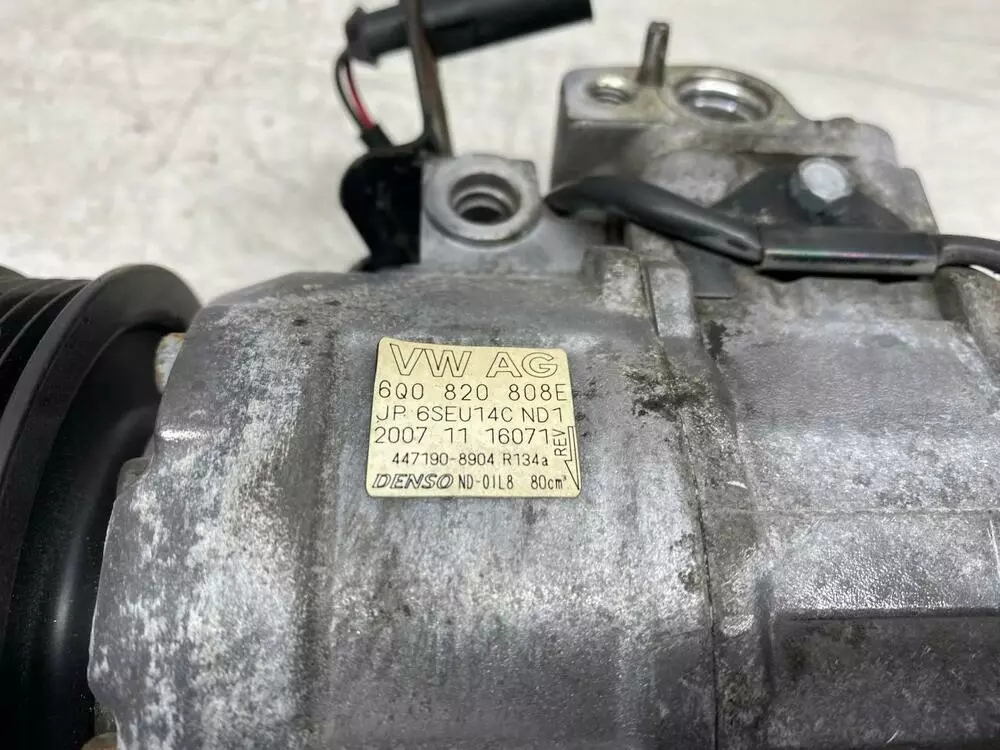 VW AG
6Q0 820 808E
JP 6SEU14C ND1
2007 11 16071
REV
447190-8904 R134a
DENSO ND-OIL8 80cm³